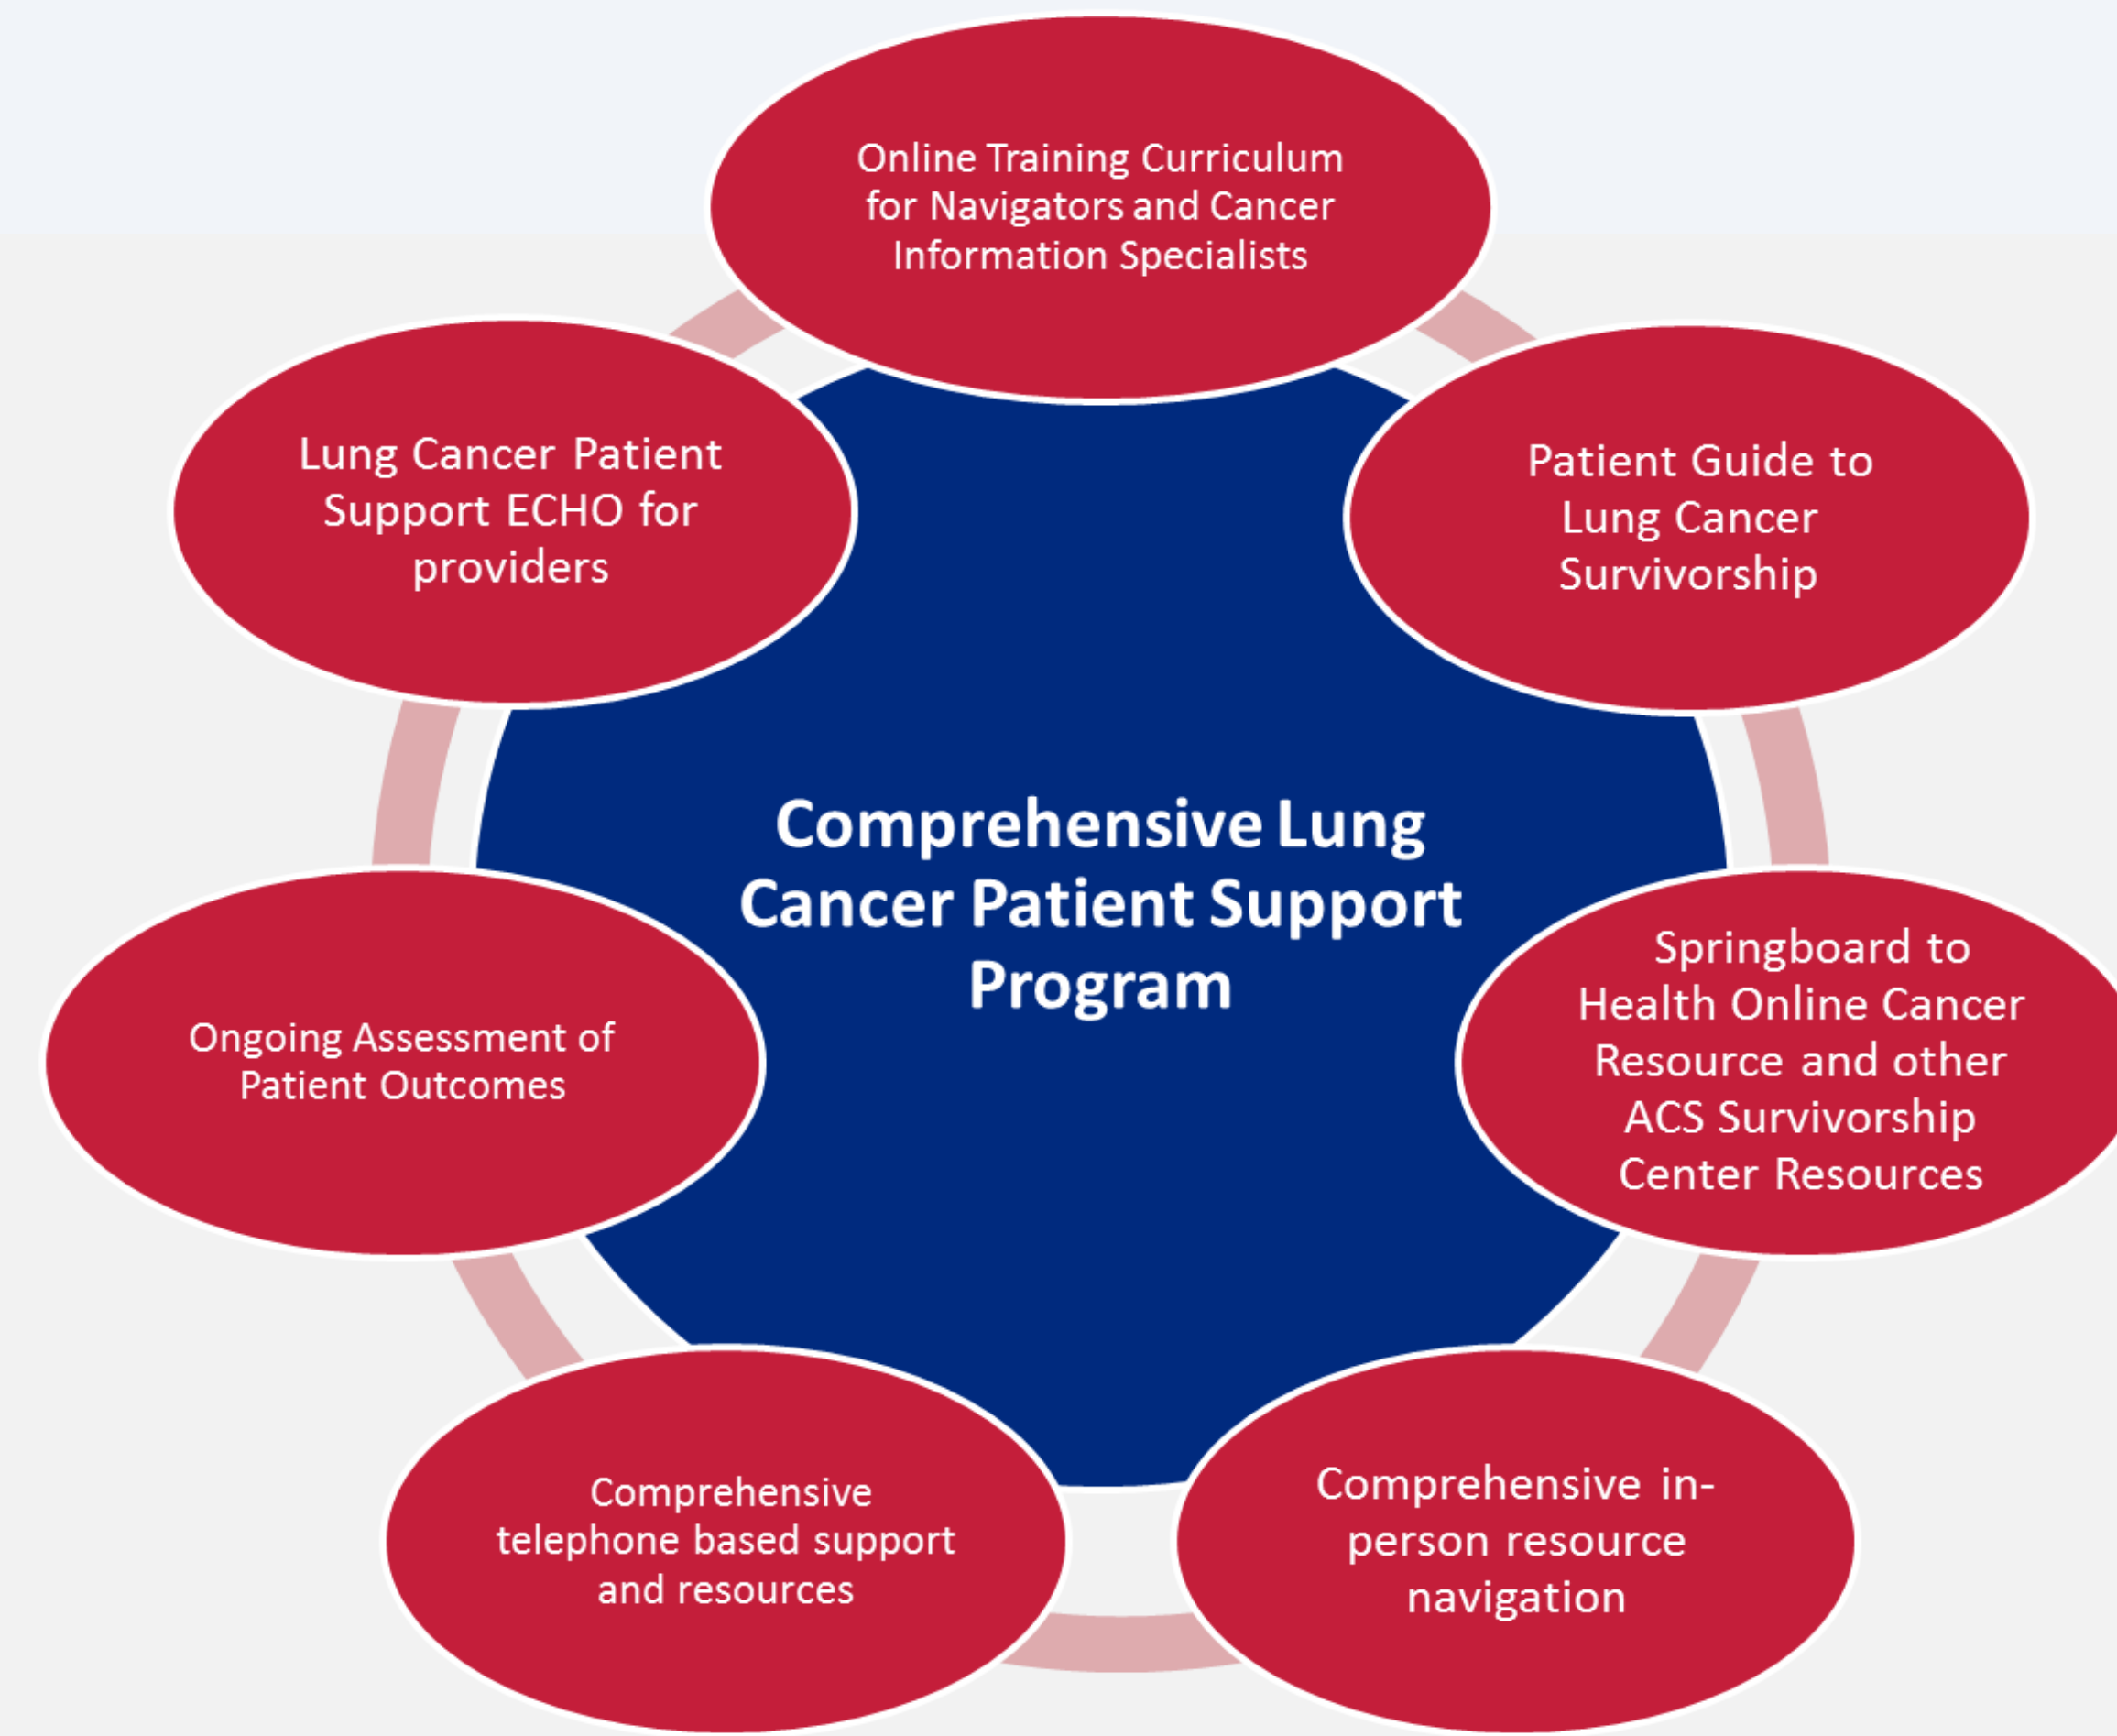 Online Training Curriculum
for Navigators and Cancer
Information Specialists
Lung Cancer Patient
Support ECHO for
providers
Patient Guide to
Lung Cancer
Survivorship
Comprehensive Lung
Cancer Patient Support
Program
Springboard to
Health Online Cancer
Resource and other
ACS Survivorship
Center Resources
Ongoing Assessment of
Patient Outcomes
Comprehensive
telephone based support
and resources
Comprehensive in-
person resource
navigation